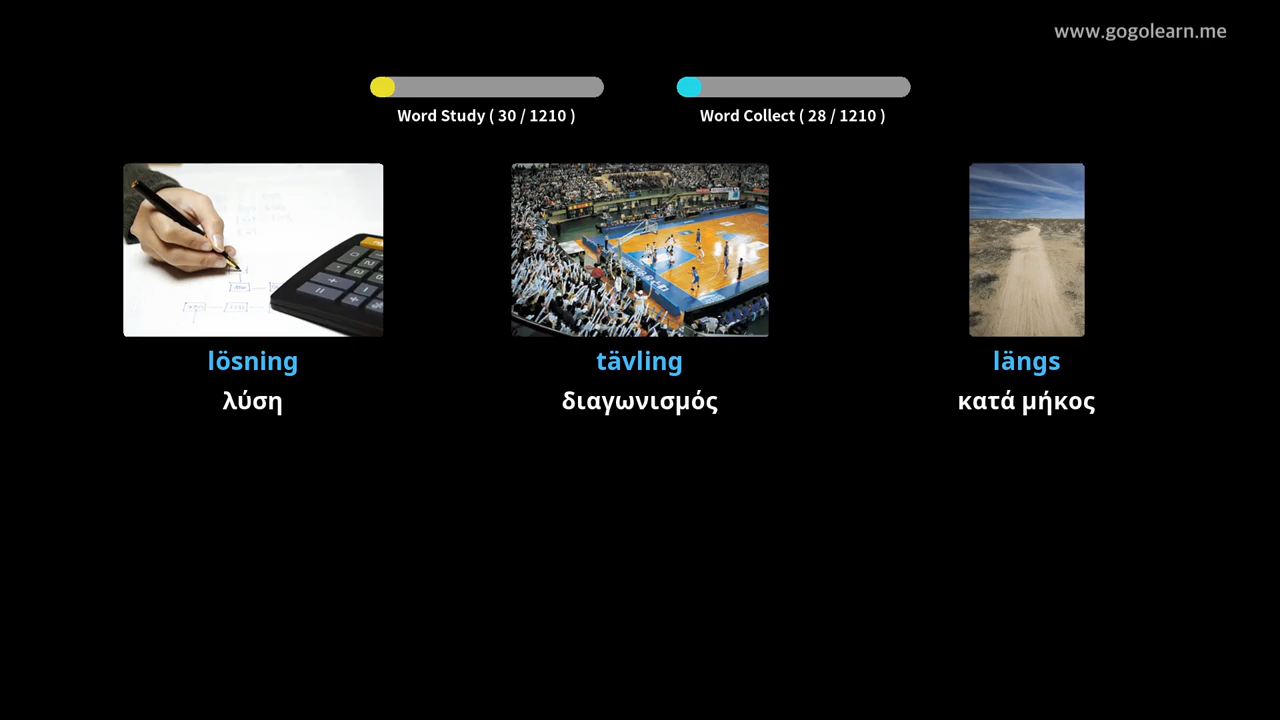 www.gogolearn.me
Word Study ( 30 / 1210 )
Word Collect ( 28 / 1210 )
lösning
tävling
längs
λύση
διαγωνισμός
κατά μήκος